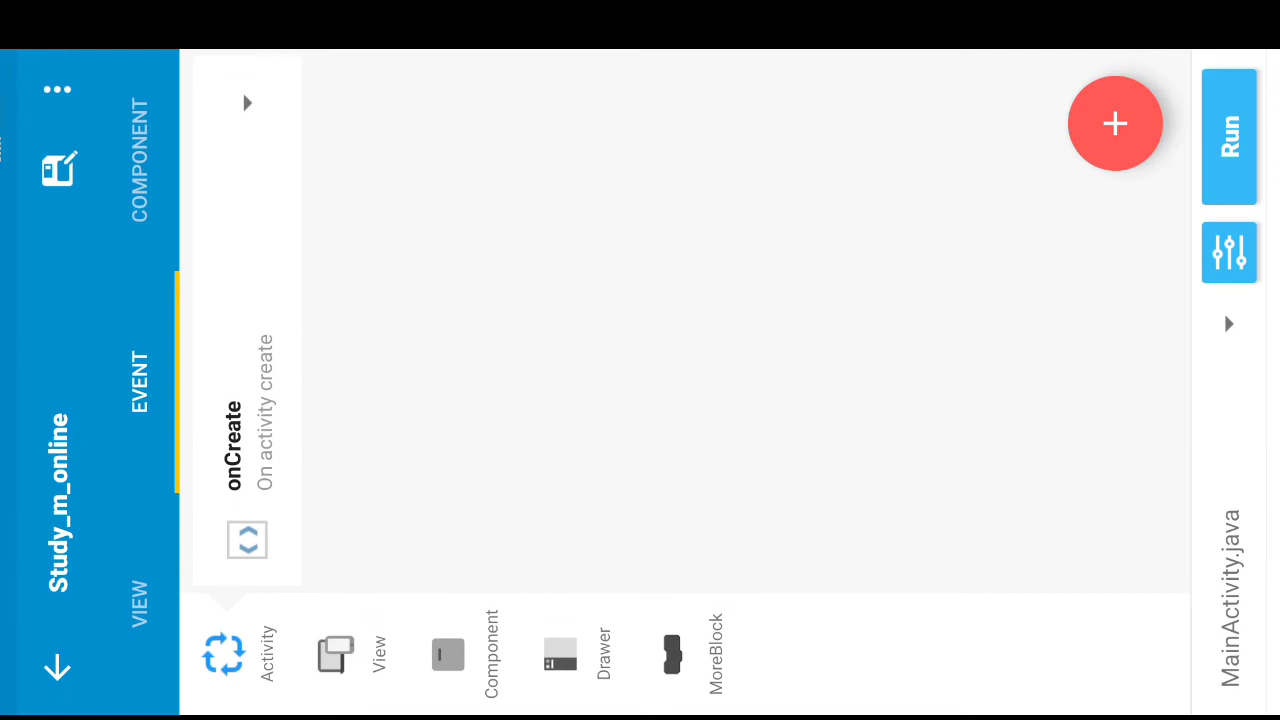 Study_m_online
VIEW
EVENT
COMPONENT
Activity
onCreate
On activity create
View
Component
Drawer
MoreBlock
MainActivity.java
Run